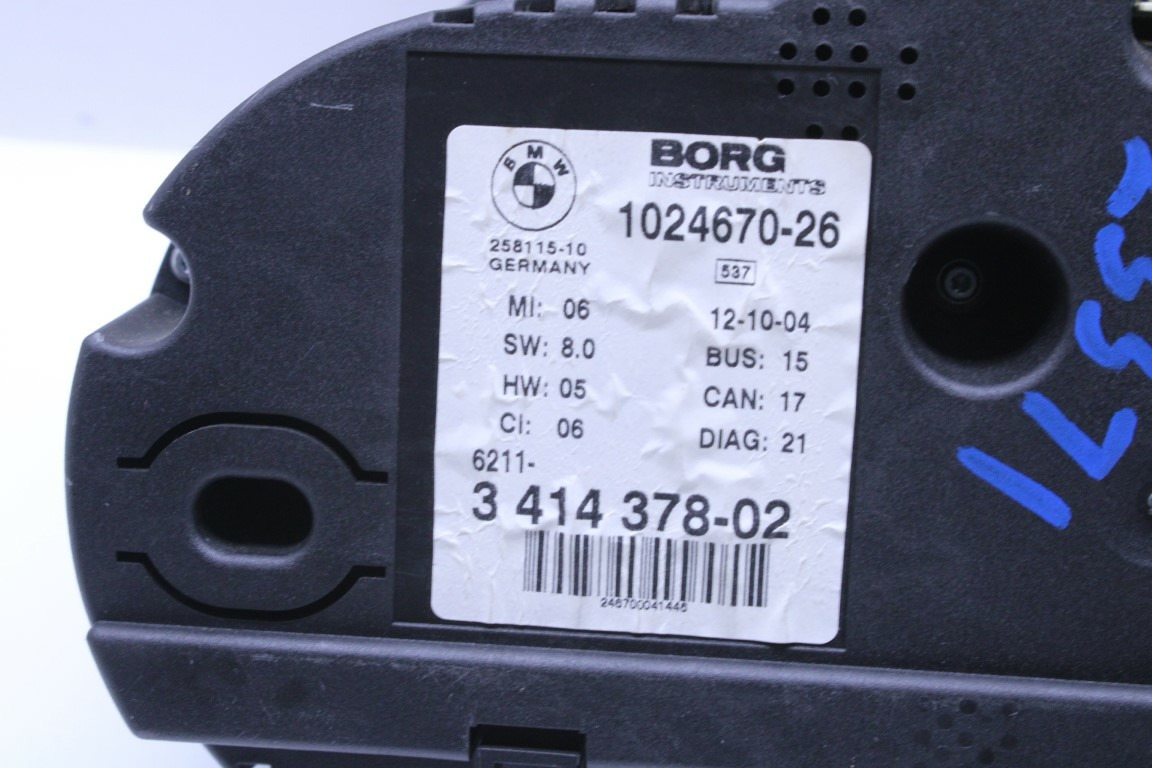 BMW
BORG
INSTRUMENTS
1024670-26
258115-10
GERMANY
537
MI: 06
12-10-04
SW: 8.0
BUS: 15
HW: 05
CAN: 17
CI: 06
DIAG: 21
6211-
3 414 378-02
246700041446